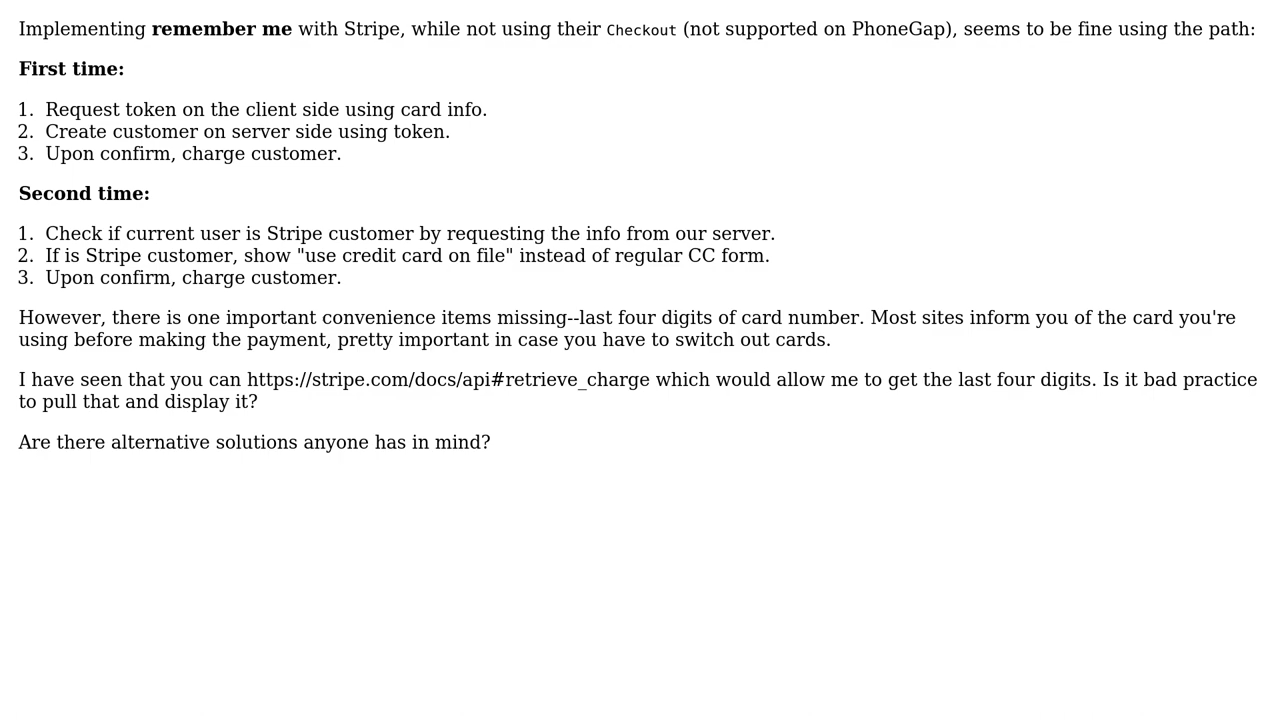 Implementing remember me with Stripe, while not using their Checkout (not supported on PhoneGap), seems to be fine using the path:
First time:
1. Request token on the client side using card info.
2. Create customer on server side using token.
3. Upon confirm, charge customer.
Second time:
1. Check if current user is Stripe customer by requesting the info from our server.
2. If is Stripe customer, show "use credit card on file" instead of regular CC form.
3. Upon confirm, charge customer.
However, there is one important convenience items missing--last four digits of card number. Most sites inform you of the card you're
using before making the payment, pretty important in case you have to switch out cards.
I have seen that you can https://stripe.com/docs/api#retrieve_charge which would allow me to get the last four digits. Is it bad practice
to pull that and display it?
Are there alternative solutions anyone has in mind?